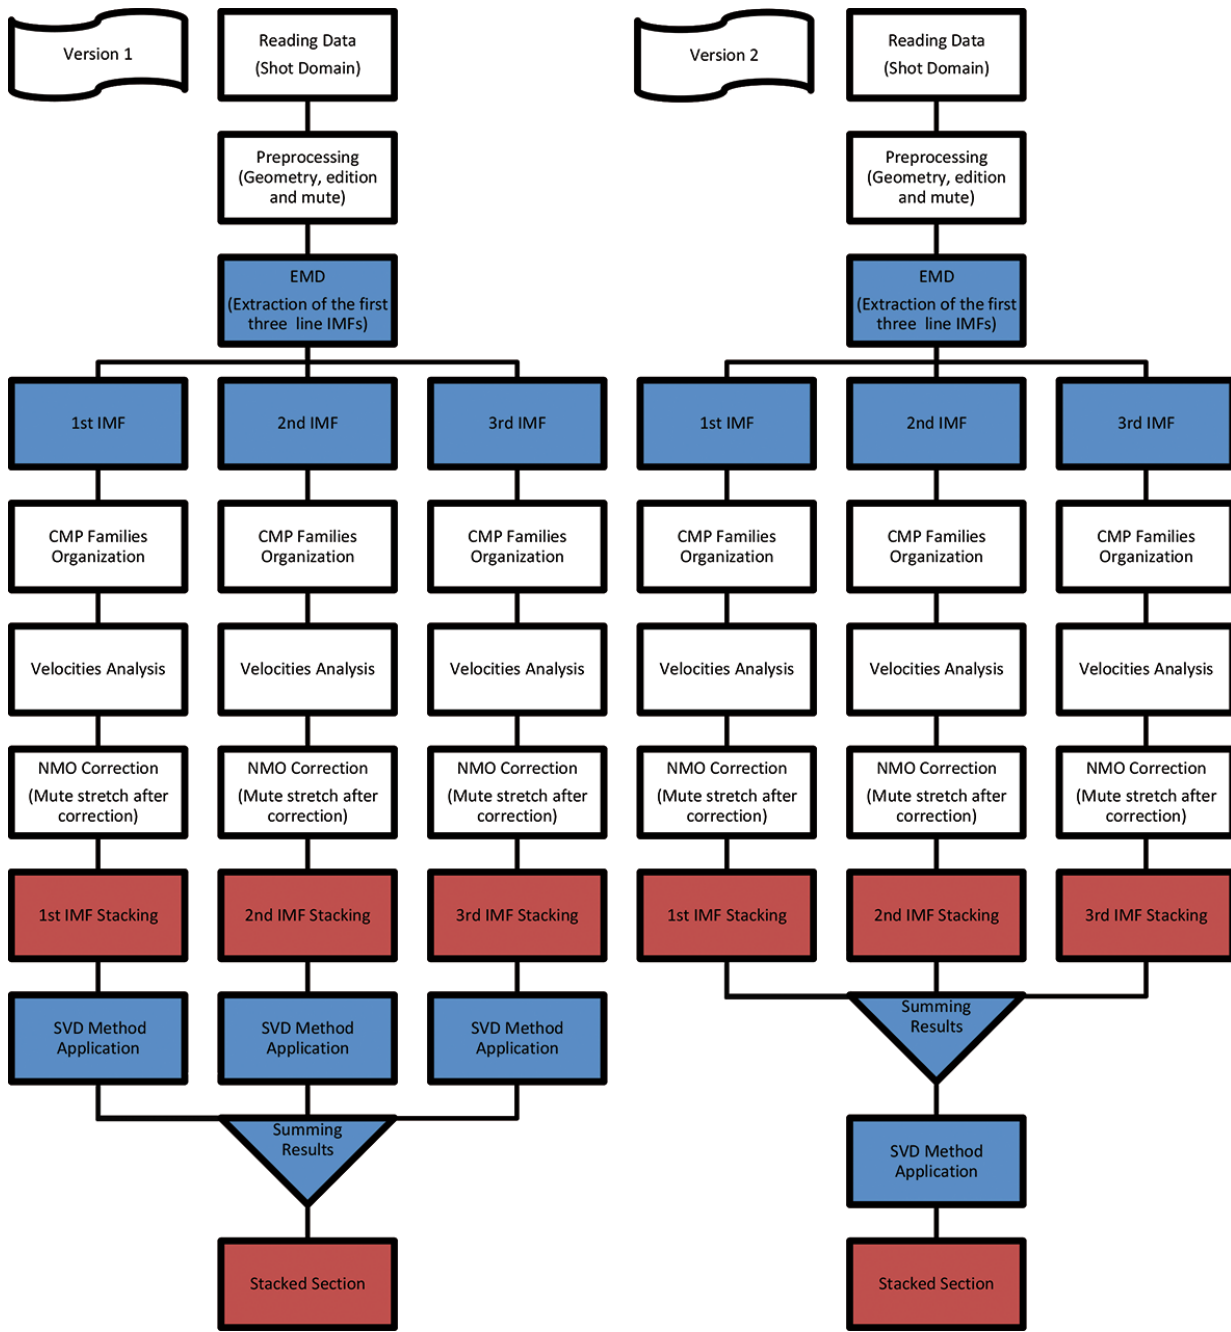 Version 1
Reading Data
(Shot Domain)
Preprocessing
(Geometry, edition
and mute)
EMD
(Extraction of the first
three line IMFs)
1st IMF
2nd IMF
3rd IMF
CMP Families
Organization
CMP Families
Organization
CMP Families
Organization
Velocities Analysis
Velocities Analysis
Velocities Analysis
NMO Correction
(Mute stretch after
correction)
NMO Correction
(Mute stretch after
correction)
NMO Correction
(Mute stretch after
correction)
1st IMF Stacking
2nd IMF Stacking
3rd IMF Stacking
SVD Method
Application
SVD Method
Application
SVD Method
Application
Summing
Results
Stacked Section
Version 2
Reading Data
(Shot Domain)
Preprocessing
(Geometry, edition
and mute)
EMD
(Extraction of the first
three line IMFs)
1st IMF
2nd IMF
3rd IMF
CMP Families
Organization
CMP Families
Organization
CMP Families
Organization
Velocities Analysis
Velocities Analysis
Velocities Analysis
NMO Correction
(Mute stretch after
correction)
NMO Correction
(Mute stretch after
correction)
NMO Correction
(Mute stretch after
correction)
1st IMF Stacking
2nd IMF Stacking
3rd IMF Stacking
Summing
Results
SVD Method
Application
Stacked Section